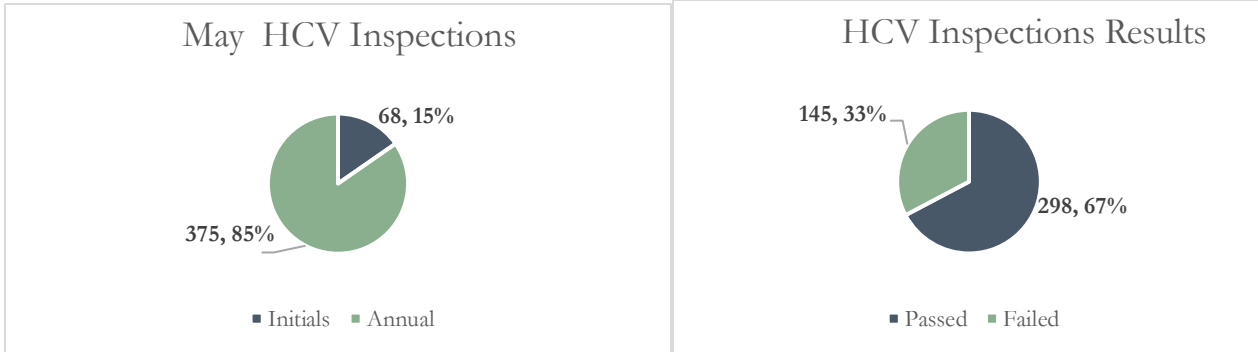 May  HCV Inspections
68, 15%
375, 85%
Initials Annual
HCV Inspections Results
145, 33%
298, 67%
Passed Failed